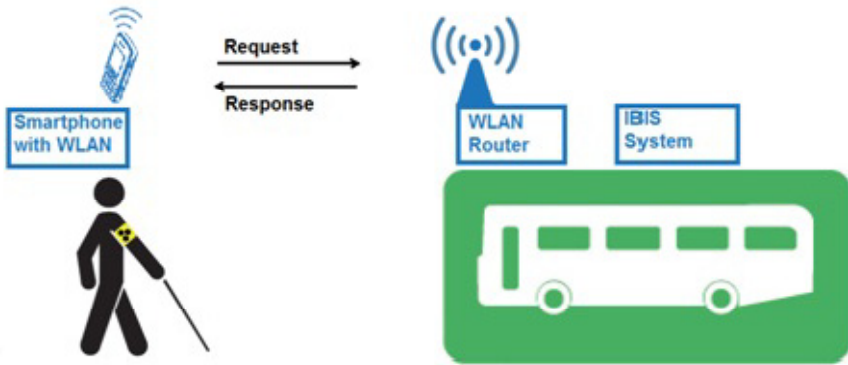 Request
Response
Smartphone
with WLAN
WLAN
Router
IBIS
System